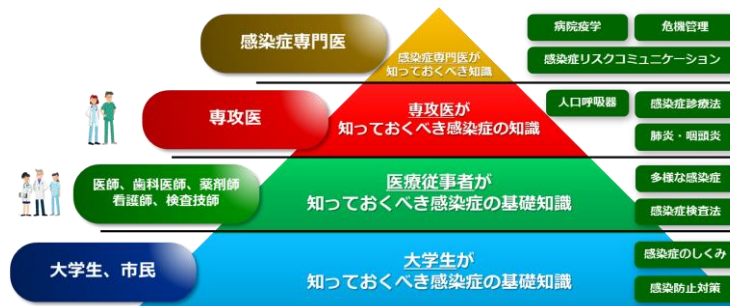 感染症専門医
感染症専門医が
知っておくべき知識
病院疫学
危機管理
感染症リスクコミュニケーション
専攻医
専攻医が
知っておくべき感染症の知識
人口呼吸器
感染症診療法
肺炎・咽頭炎
医師、歯科医師、薬剤師
看護師、検査技師
医療従事者が
知っておくべき感染症の基礎知識
多様な感染症
感染症検査法
大学生、市民
大学生が
知っておくべき感染症の基礎知識
感染症のしくみ
感染防止対策